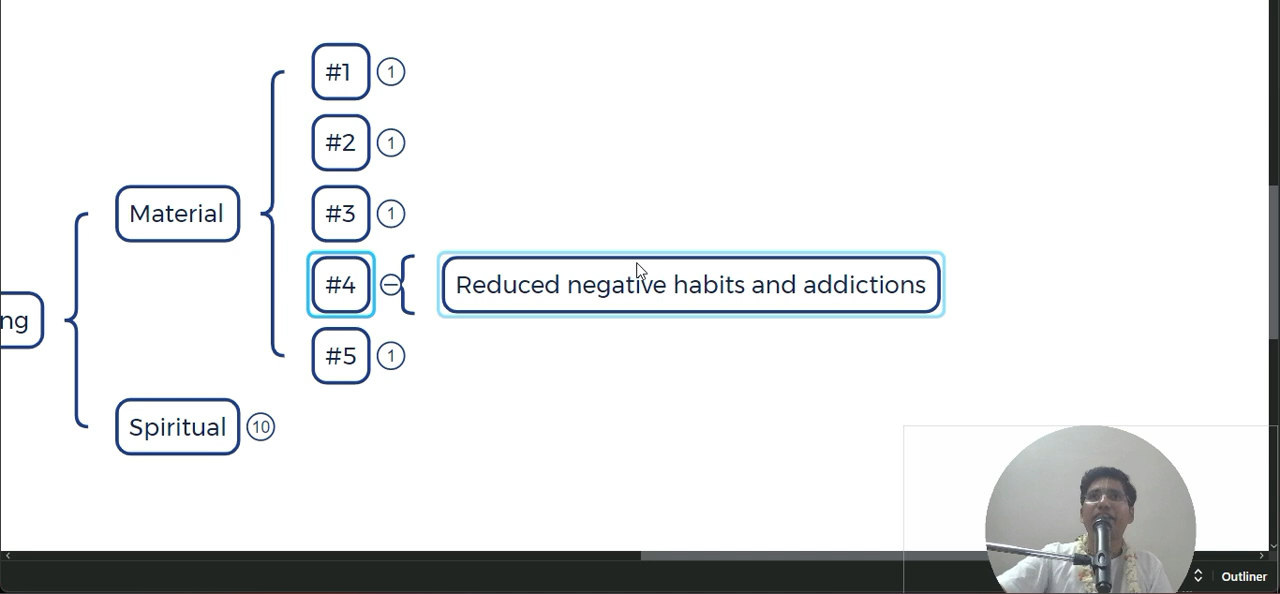 #1 1
#2 1
Material #3 1
#4 Reduced negative habits and addictions
ng
#5 1
Spiritual 10
Outliner